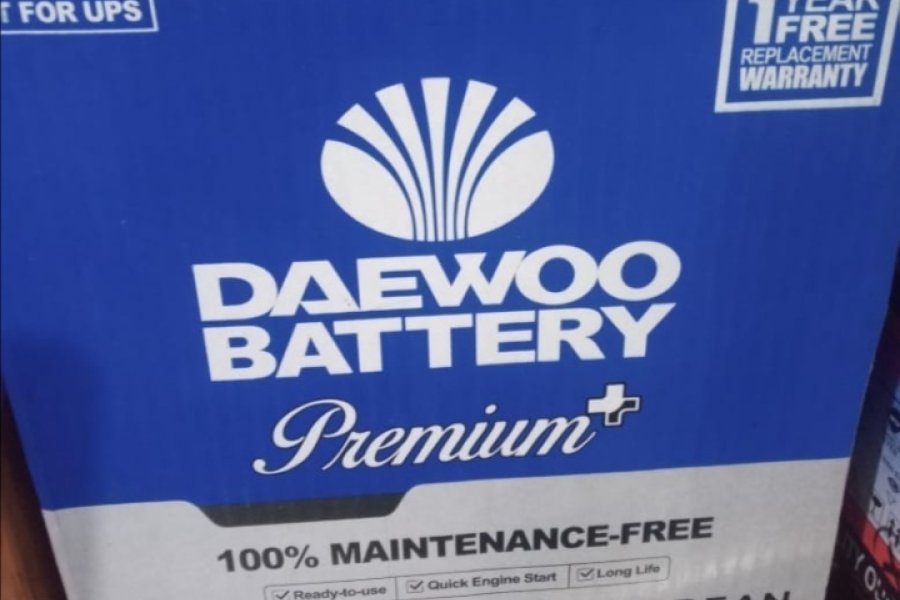 FOR UPS
1 YEAR
FREE
REPLACEMENT
WARRANTY
DAEWOO
BATTERY
Premium+
100% MAINTENANCE-FREE
Ready-to-use Quick Engine Start Long Life